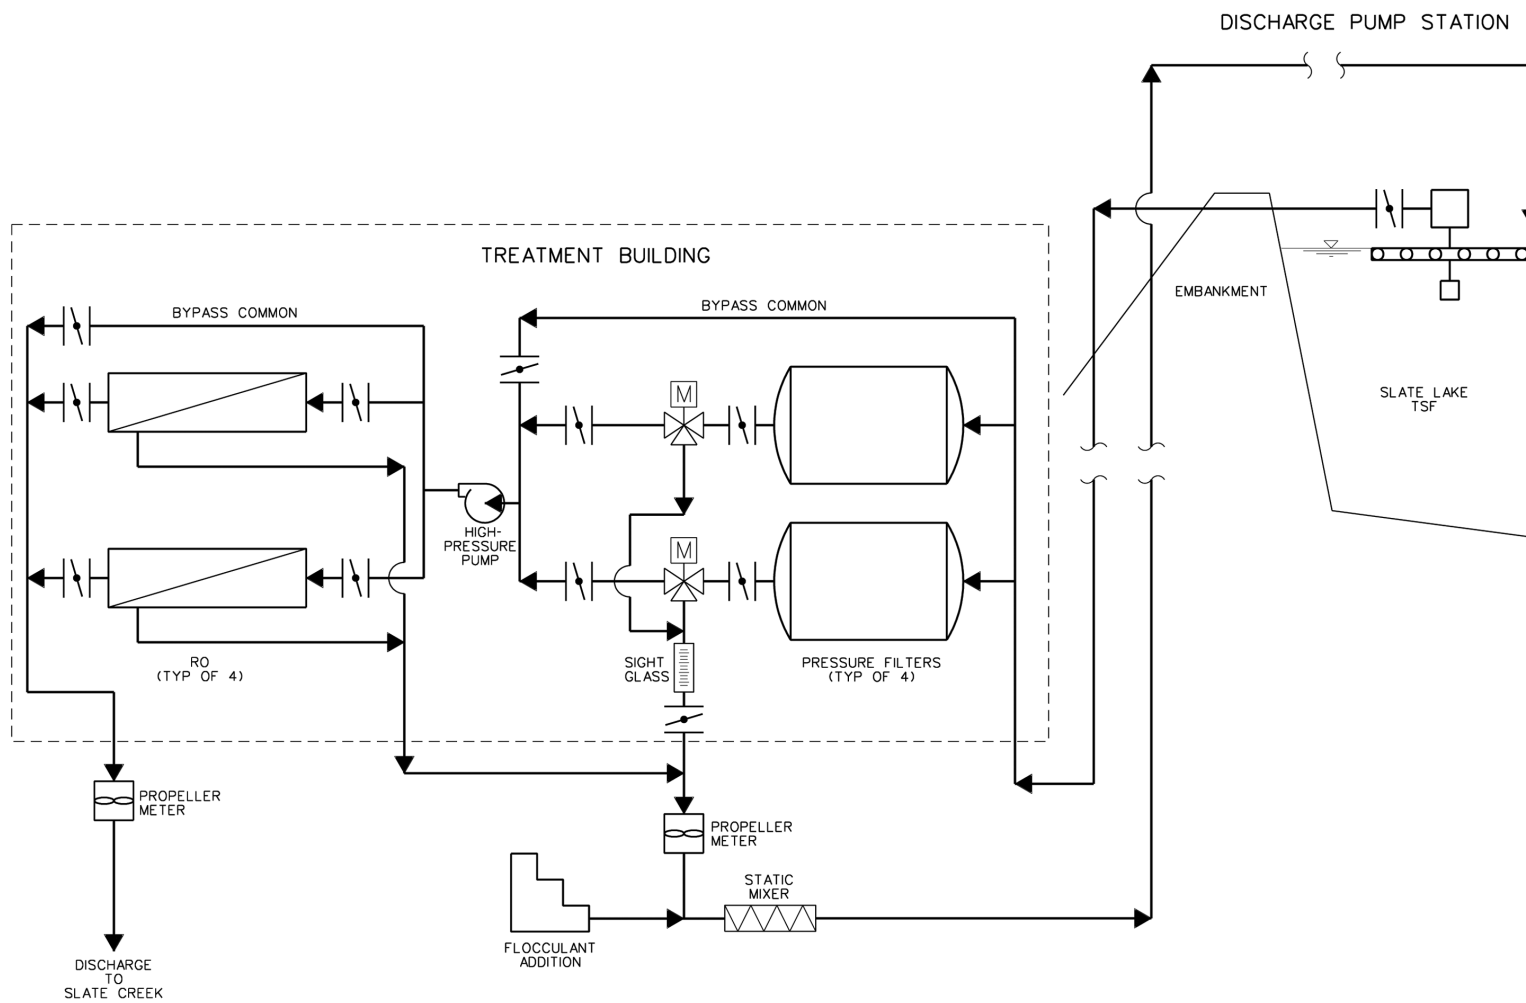 DISCHARGE PUMP STATION
TREATMENT BUILDING
BYPASS COMMON
BYPASS COMMON
EMBANKMENT
SLATE LAKE
TSF
M
HIGH-
PRESSURE
PUMP
M
RO
(TYP OF 4)
SIGHT
GLASS
PRESSURE FILTERS
(TYP OF 4)
PROPELLER
METER
PROPELLER
METER
STATIC
MIXER
FLOCCULANT
ADDITION
DISCHARGE
TO
SLATE CREEK